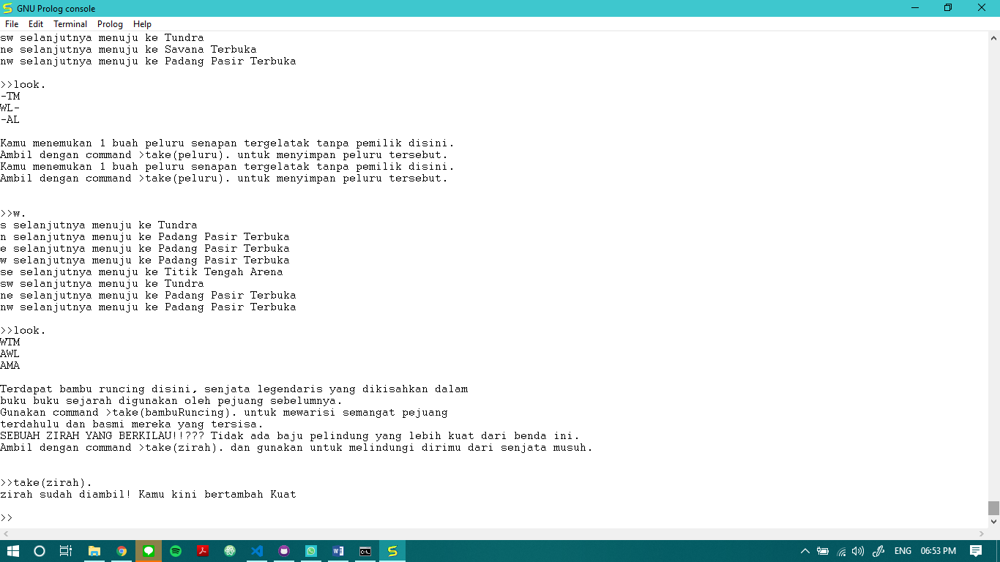 GNU Prolog console
File Edit Terminal Prolog Help
sw selanjutnya menuju ke Tundra
ne selanjutnya menuju ke Savana Terbuka
nw selanjutnya menuju ke Padang Pasir Terbuka
>>look.
-TM
WL-
-AL
Kamu menemukan 1 buah peluru senapan tergelatak tanpa pemilik disini.
Ambil dengan command >take(peluru). untuk menyimpan peluru tersebut.
Kamu menemukan 1 buah peluru senapan tergelatak tanpa pemilik disini.
Ambil dengan command >take(peluru). untuk menyimpan peluru tersebut.
>>w.
s selanjutnya menuju ke Tundra
n selanjutnya menuju ke Padang Pasir Terbuka
e selanjutnya menuju ke Padang Pasir Terbuka
w selanjutnya menuju ke Padang Pasir Terbuka
se selanjutnya menuju ke Titik Tengah Arena
sw selanjutnya menuju ke Tundra
ne selanjutnya menuju ke Padang Pasir Terbuka
nw selanjutnya menuju ke Padang Pasir Terbuka
>>look.
WTM
AWL
AMA
Terdapat bambu runcing disini, senjata legendaris yang dikisahkan dalam
buku buku sejarah digunakan oleh pejuang sebelumnya.
Gunakan command >take(bambuRuncing). untuk mewarisi semangat pejuang
terdahulu dan basmi mereka yang tersisa.
SEBUAH ZIRAH YANG BERKILAU!!??? Tidak ada baju pelindung yang lebih kuat dari benda ini.
Ambil dengan command >take(zirah). dan gunakan untuk melindungi dirimu dari senjata musuh.
>>take(zirah).
zirah sudah diambil! Kamu kini bertambah Kuat
>>
ENG 06:53 PM